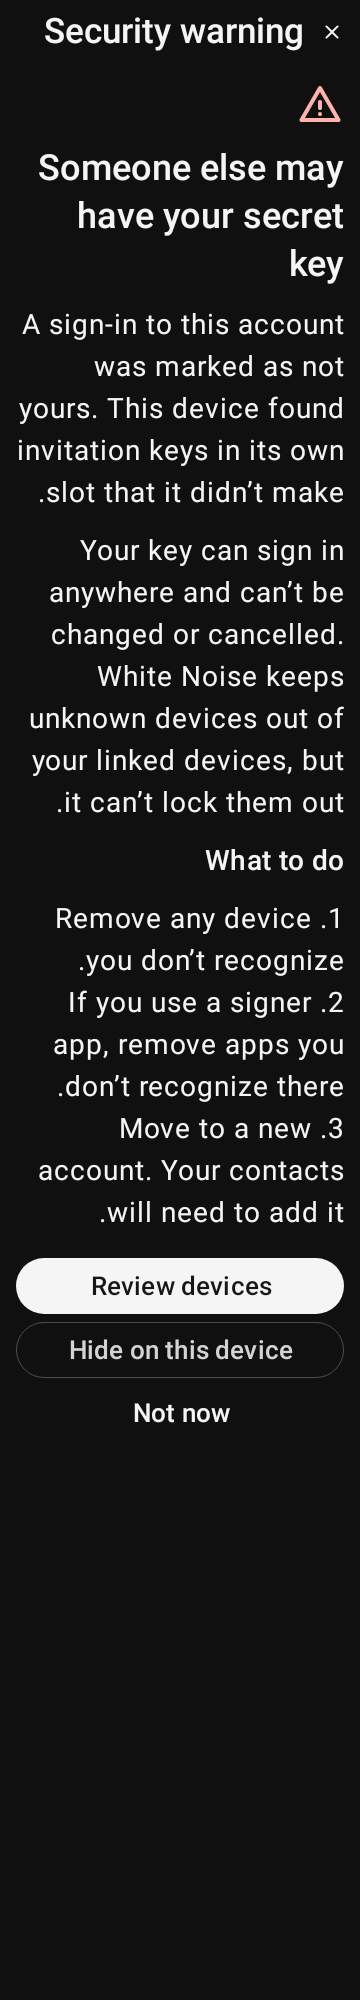 Security warning
Someone else may
have your secret
key
A sign-in to this account
was marked as not
yours. This device found
invitation keys in its own
.slot that it didn’t make
Your key can sign in
anywhere and can’t be
changed or cancelled.
White Noise keeps
unknown devices out of
your linked devices, but
.it can’t lock them out
What to do
Remove any device .1
.you don’t recognize
If you use a signer .2
app, remove apps you
.don’t recognize there
Move to a new .3
account. Your contacts
.will need to add it
Review devices
Hide on this device
Not now